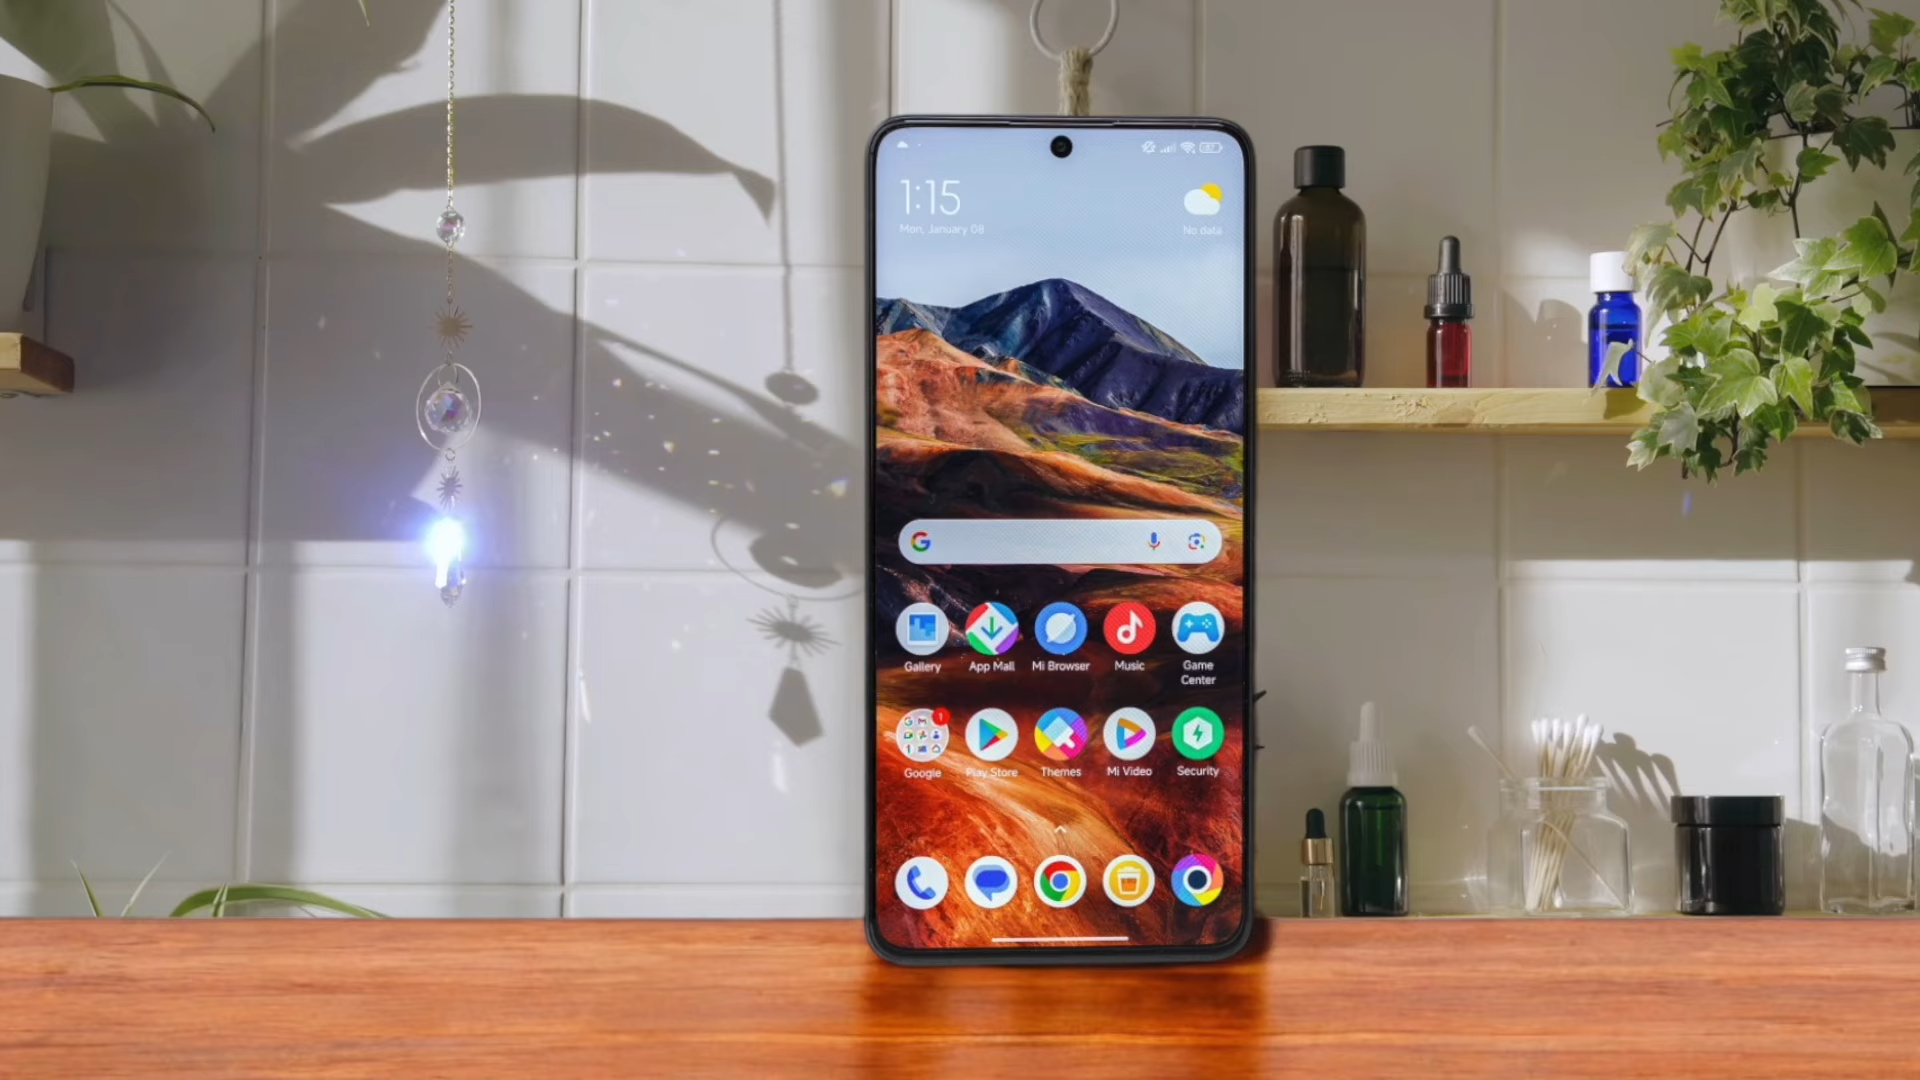 1:15
Mon, January 08
No data
Gallery
App Mall
Mi Browser
Music
Game
Center
1
Google
Play Store
Themes
Mi Video
Security